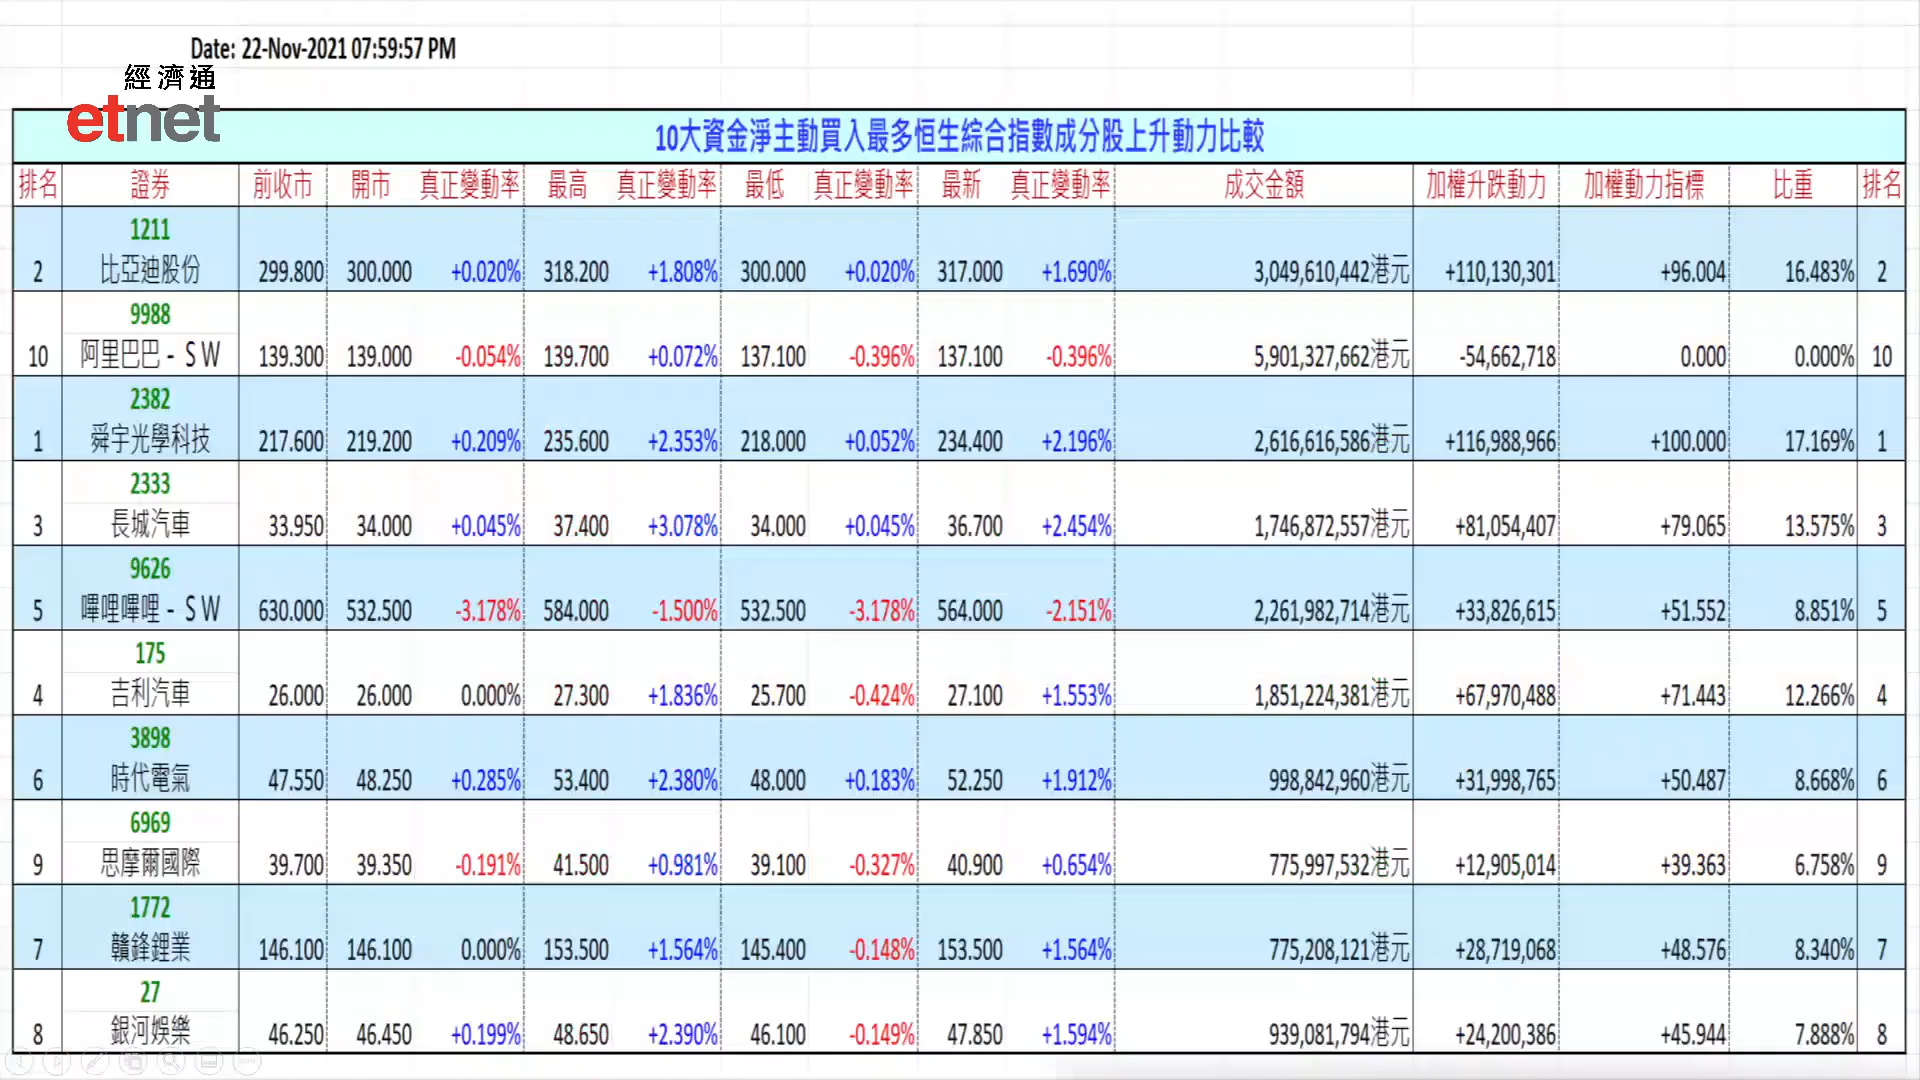 Date: 22-Nov-2021 07:59:57 PM
經濟通
etnet
10大資金淨主動買入最多恒生綜合指數成分股上升動力比較
排名 證券 前收市 開市 真正變動率 最高 真正變動率 最低 真正變動率 最新 真正變動率 成交金額 加權升跌動力 加權動力指標 比重 排名
1211
2 比亞迪股份 299.800 300.000 +0.020% 318.200 +1.808% 300.000 +0.020% 317.000 +1.690% 3,049,610,442港元 +110,130,301 +96.004 16.483% 2
9988
10 阿里巴巴－ＳＷ 139.300 139.000 -0.054% 139.700 +0.072% 137.100 -0.396% 137.100 -0.396% 5,901,327,662港元 -54,662,718 0.000 0.000% 10
2382
1 舜宇光學科技 217.600 219.200 +0.209% 235.600 +2.353% 218.000 +0.052% 234.400 +2.196% 2,616,616,586港元 +116,988,966 +100.000 17.169% 1
2333
3 長城汽車 33.950 34.000 +0.045% 37.400 +3.078% 34.000 +0.045% 36.700 +2.454% 1,746,872,557港元 +81,054,407 +79.065 13.575% 3
9626
5 嗶哩嗶哩－ＳＷ 630.000 532.500 -3.178% 584.000 -1.500% 532.500 -3.178% 564.000 -2.151% 2,261,982,714港元 +33,826,615 +51.552 8.851% 5
175
4 吉利汽車 26.000 26.000 0.000% 27.300 +1.836% 25.700 -0.424% 27.100 +1.553% 1,851,224,381港元 +67,970,488 +71.443 12.266% 4
3898
6 時代電氣 47.550 48.250 +0.285% 53.400 +2.380% 48.000 +0.183% 52.250 +1.912% 998,842,960港元 +31,998,765 +50.487 8.668% 6
6969
9 思摩爾國際 39.700 39.350 -0.191% 41.500 +0.981% 39.100 -0.327% 40.900 +0.654% 775,997,532港元 +12,905,014 +39.363 6.758% 9
1772
7 贛鋒鋰業 146.100 146.100 0.000% 153.500 +1.564% 145.400 -0.148% 153.500 +1.564% 775,208,121港元 +28,719,068 +48.576 8.340% 7
27
8 銀河娛樂 46.250 46.450 +0.199% 48.650 +2.390% 46.100 -0.149% 47.850 +1.594% 939,081,794港元 +24,200,386 +45.944 7.888% 8